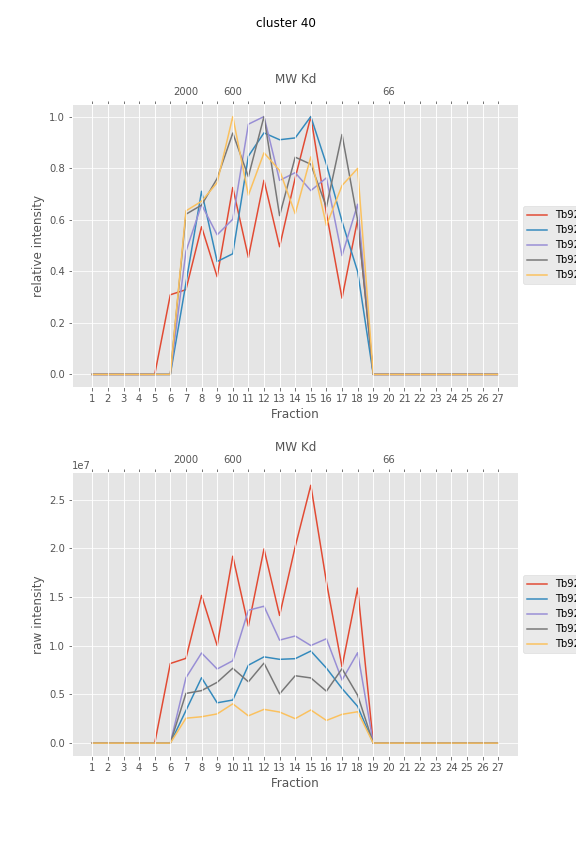 cluster 40
MW Kd
2000 600 66
1.0
0.8
0.6
0.4
0.2
0.0
relative intensity
Tb92
Tb92
Tb92
Tb92
Tb92
1 2 3 4 5 6 7 8 9 10 11 12 13 14 15 16 17 18 19 20 21 22 23 24 25 26 27
Fraction
MW Kd
2000 600 66
1e7
2.5
2.0
1.5
1.0
0.5
0.0
raw intensity
Tb92
Tb92
Tb92
Tb92
Tb92
1 2 3 4 5 6 7 8 9 10 11 12 13 14 15 16 17 18 19 20 21 22 23 24 25 26 27
Fraction